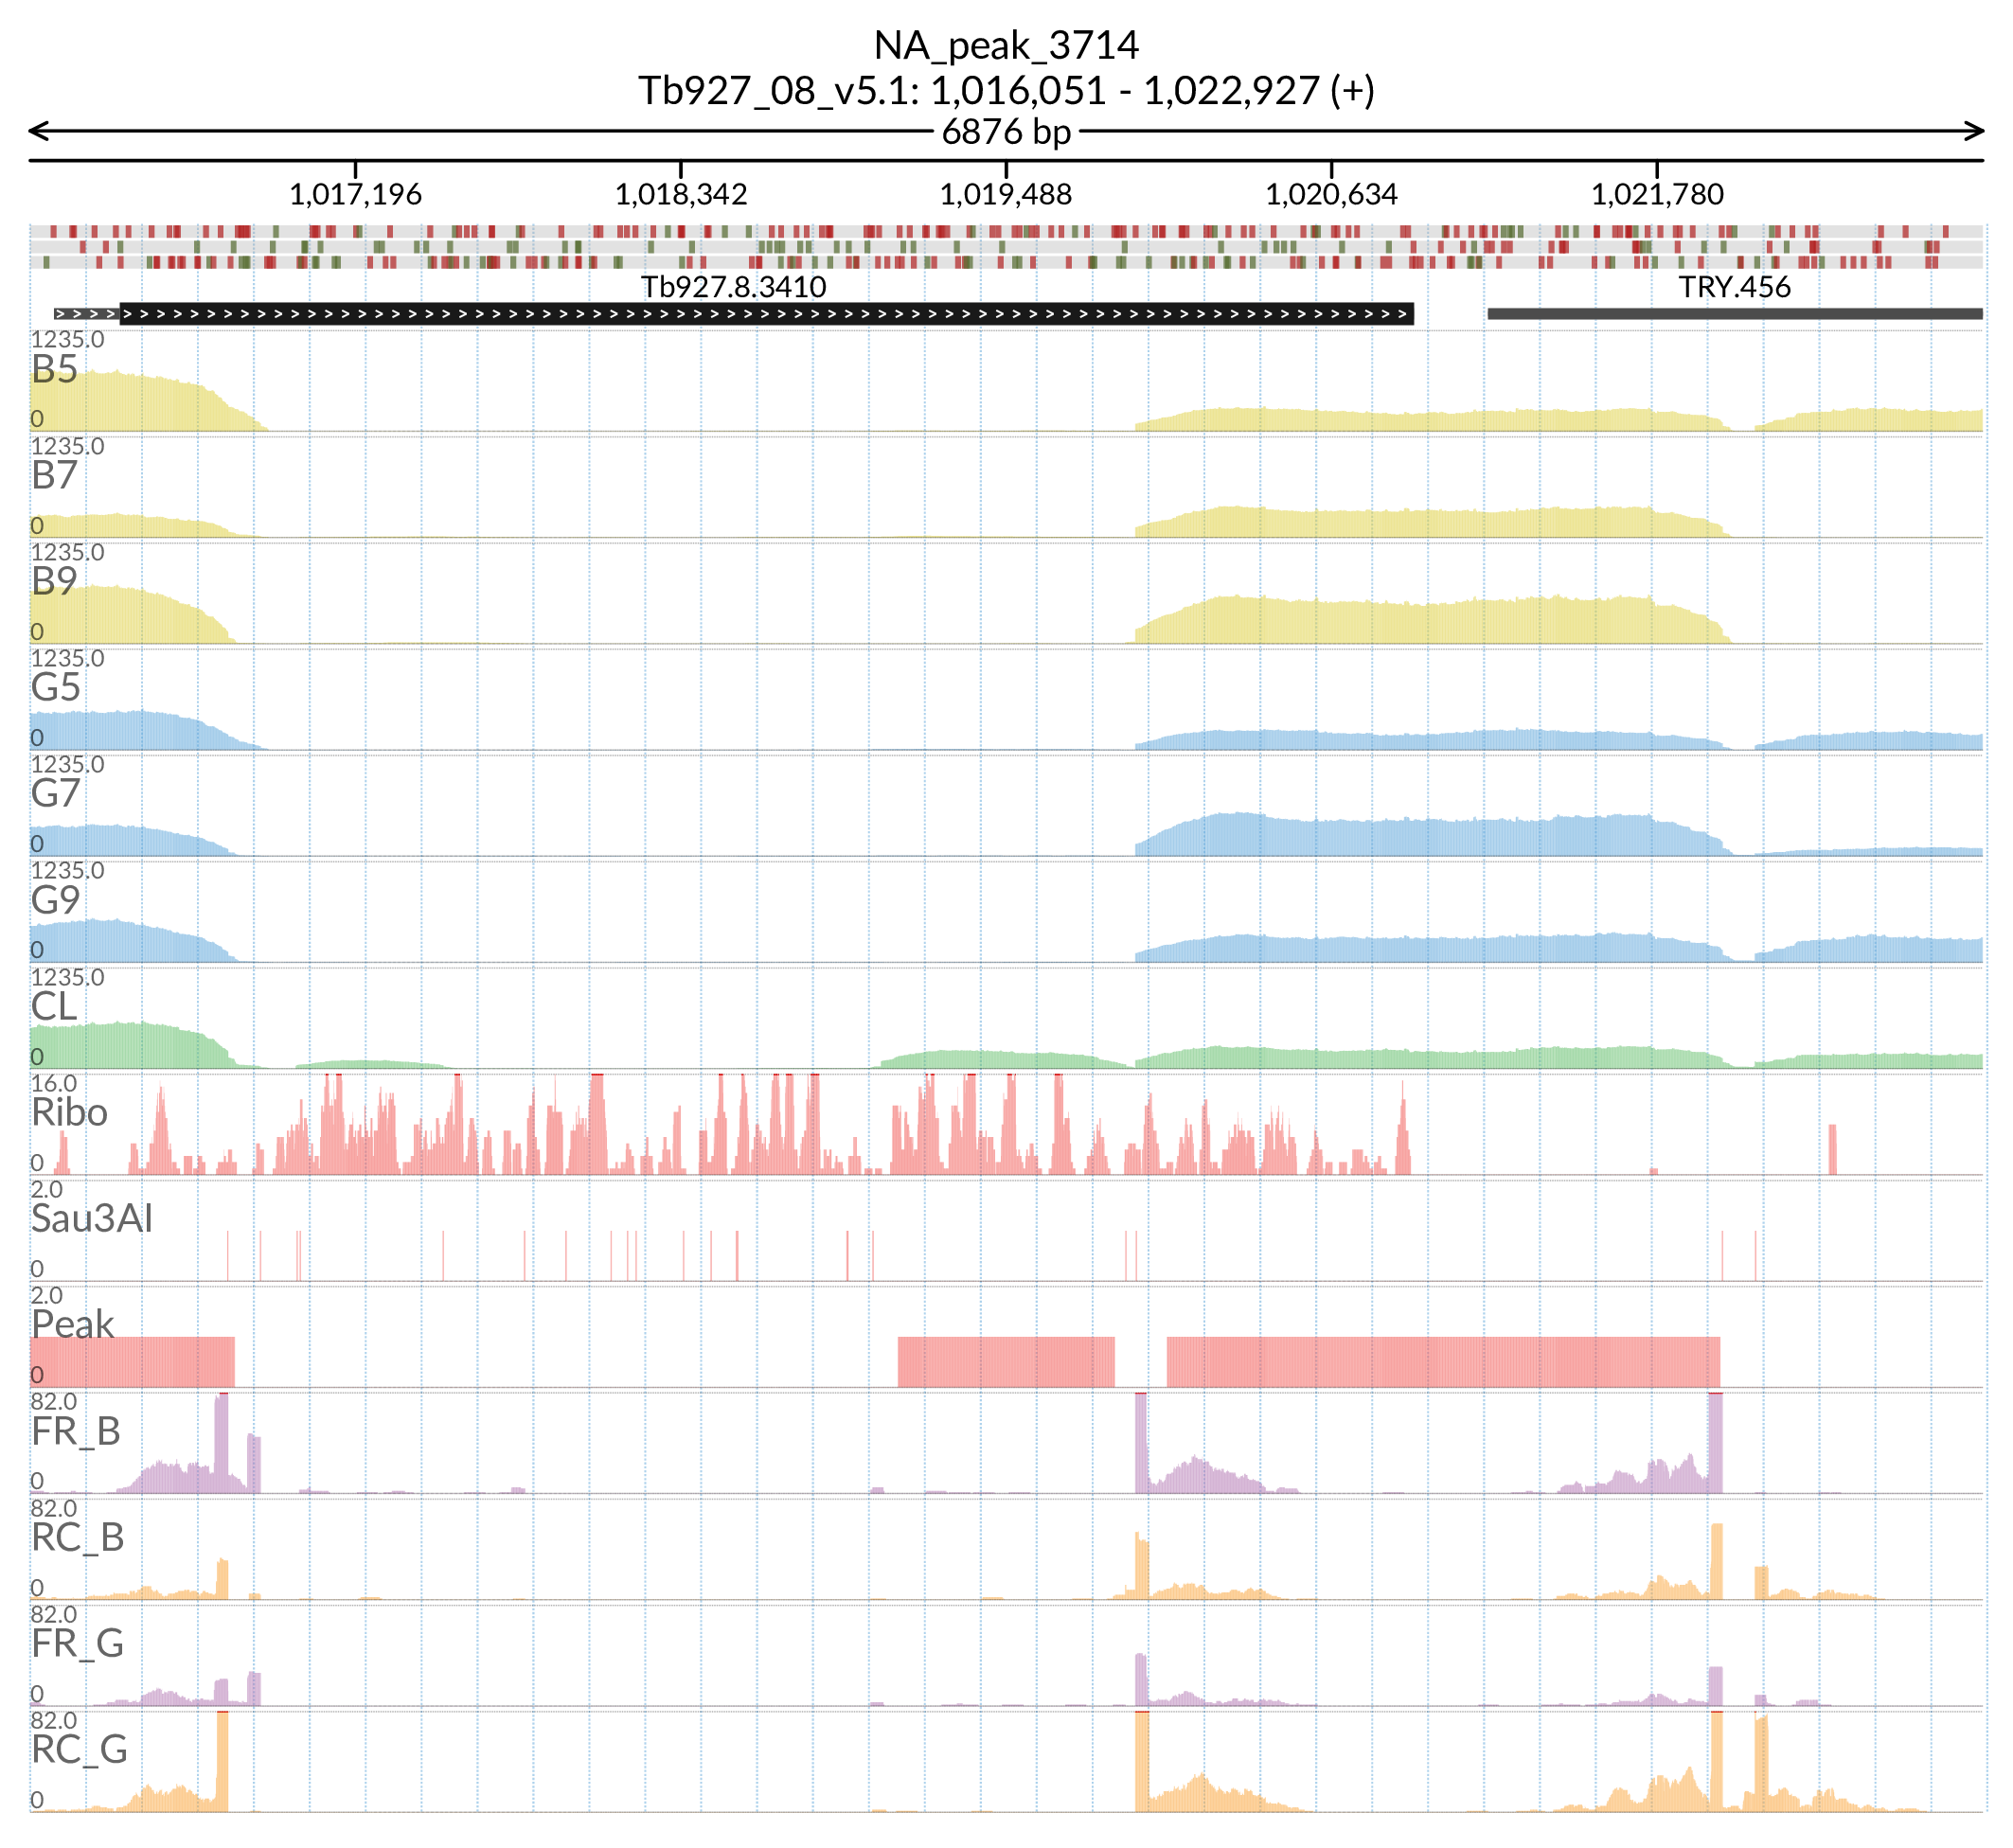 NA_peak_3714
Tb927_08_v5.1: 1,016,051 - 1,022,927 (+)
6876 bp
1,017,196 1,018,342 1,019,488 1,020,634 1,021,780
Tb927.8.3410 TRY.456
1235.0
B5
0
1235.0
B7
0
1235.0
B9
0
1235.0
G5
0
1235.0
G7
0
1235.0
G9
0
1235.0
CL
0
16.0
Ribo
0
2.0
Sau3AI
0
2.0
Peak
0
82.0
FR_B
0
82.0
RC_B
0
82.0
FR_G
0
82.0
RC_G
0